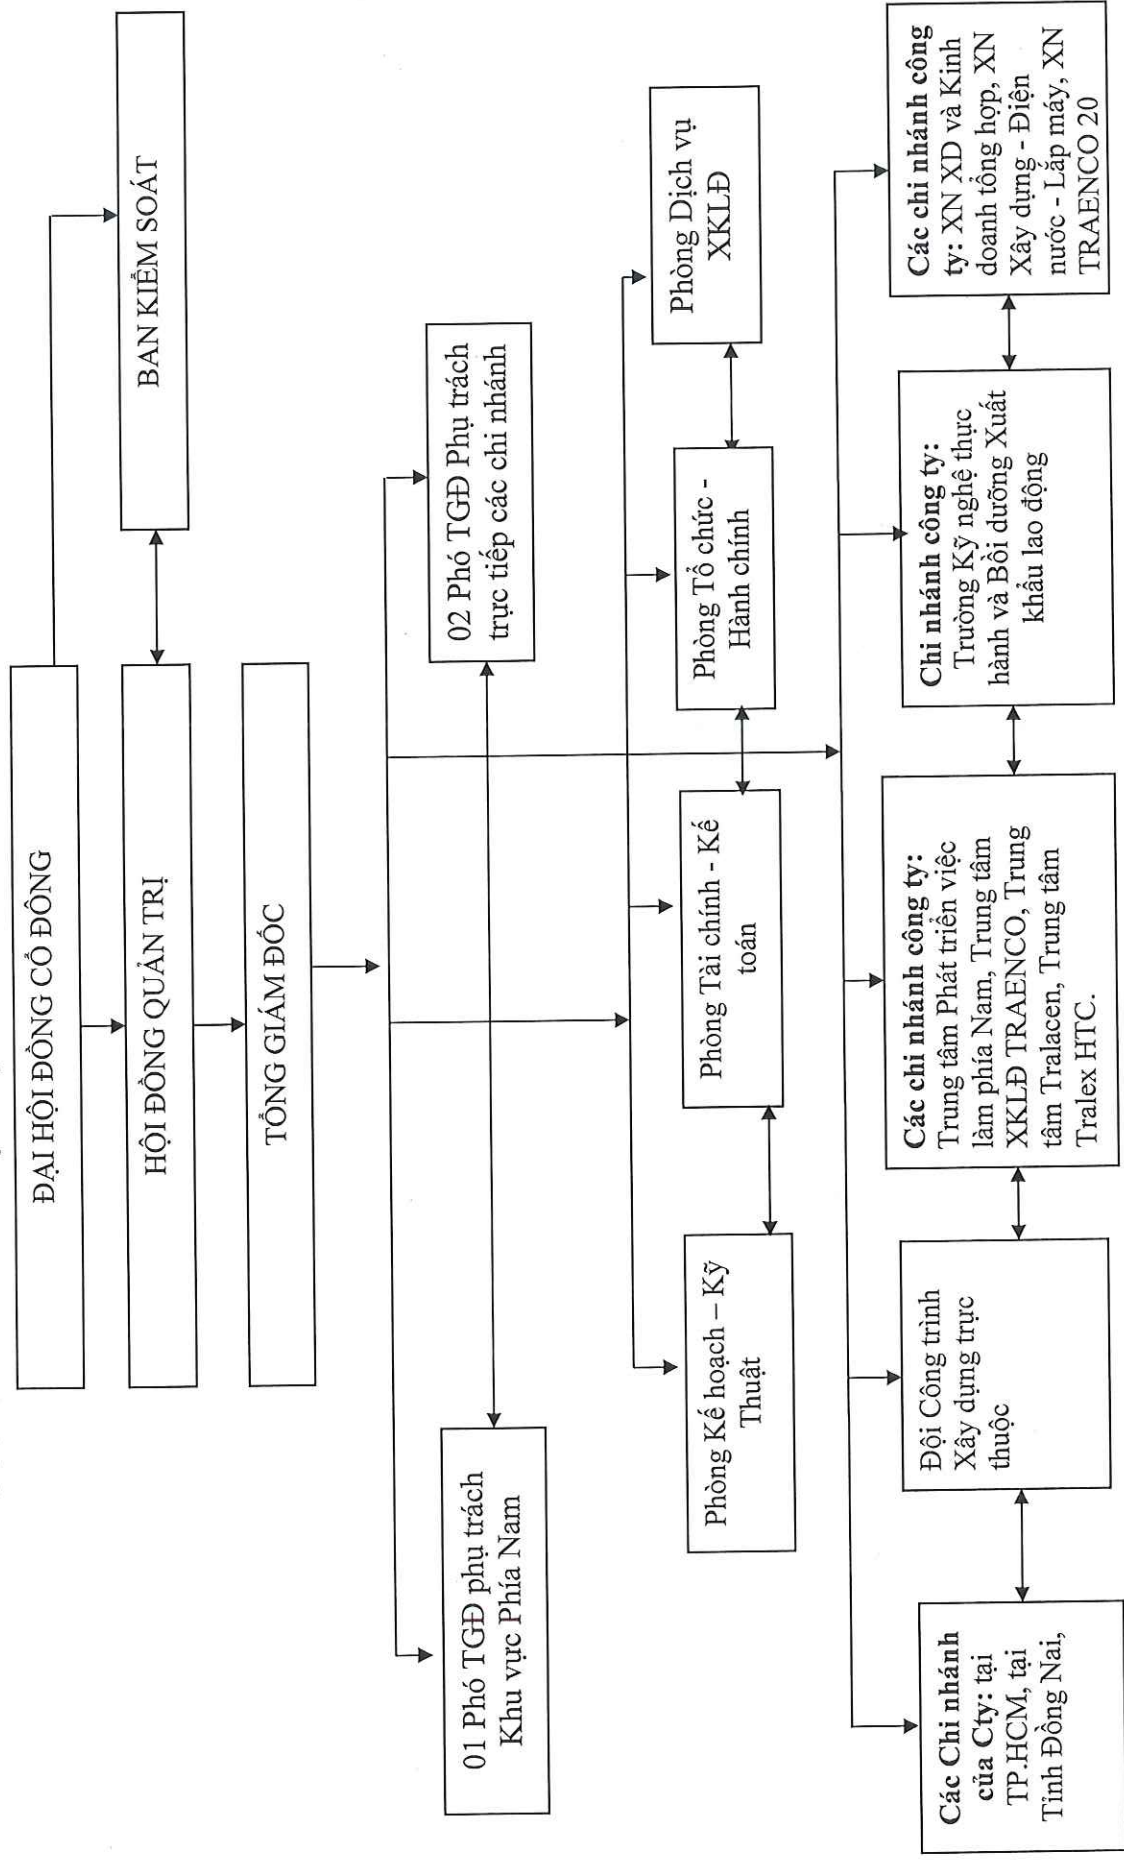 ĐẠI HỘI ĐỒNG CỔ ĐÔNG
BAN KIỂM SOÁT
HỘI ĐỒNG QUẢN TRỊ
TỔNG GIÁM ĐỐC
01 Phó TGĐ phụ trách
Khu vực Phía Nam
02 Phó TGĐ Phụ trách
trực tiếp các chi nhánh
Phòng Kế hoạch – Kỹ
Thuật
Phòng Tài chính - Kế
toán
Phòng Tổ chức -
Hành chính
Phòng Dịch vụ
XKLĐ
Các Chi nhánh
của Cty: tại
TP.HCM, tại
Tỉnh Đồng Nai,
Đội Công trình
Xây dựng trực
thuộc
Các chi nhánh công ty:
Trung tâm Phát triển việc
làm phía Nam, Trung tâm
XKLĐ TRAENCO, Trung
tâm Tralacen, Trung tâm
Tralex HTC.
Chi nhánh công ty:
Trường Kỹ nghệ thực
hành và Bồi dưỡng Xuất
khẩu lao động
Các chi nhánh công
ty: XN XD và Kinh
doanh tổng hợp, XN
Xây dựng - Điện
nước - Lắp máy, XN
TRAENCO 20